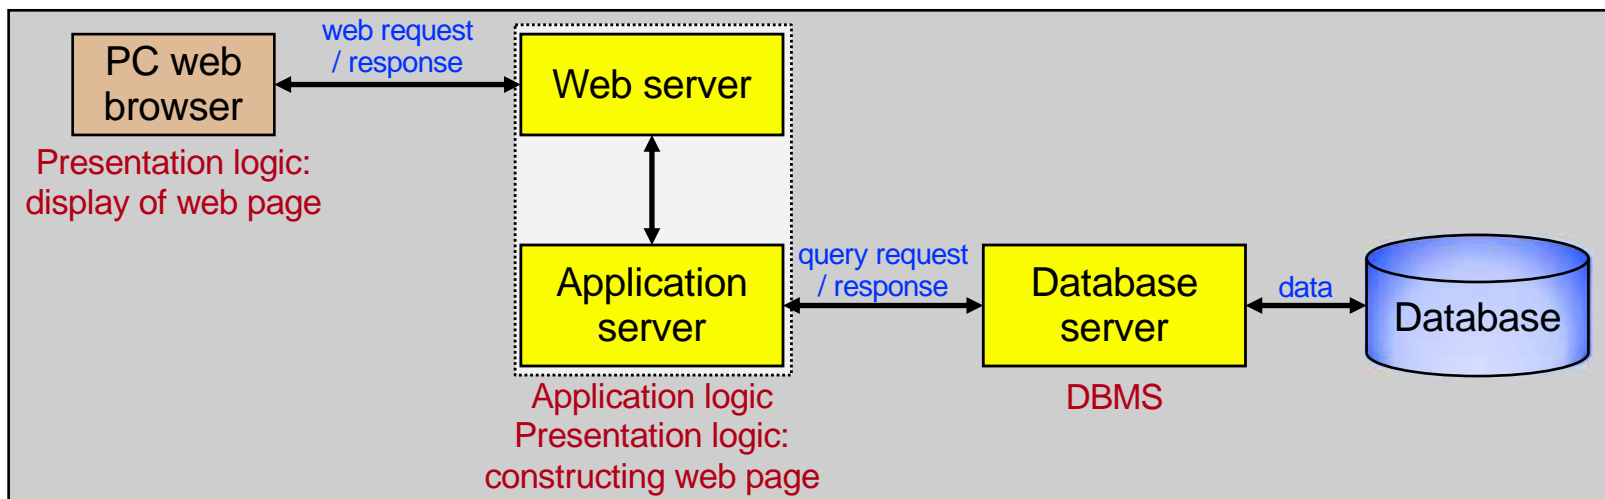 PC web
browser
web request
/ response
Web server
Presentation logic:
display of web page
Application
server
query request
/ response
Database
server
data
Database
Application logic
Presentation logic:
constructing web page
DBMS